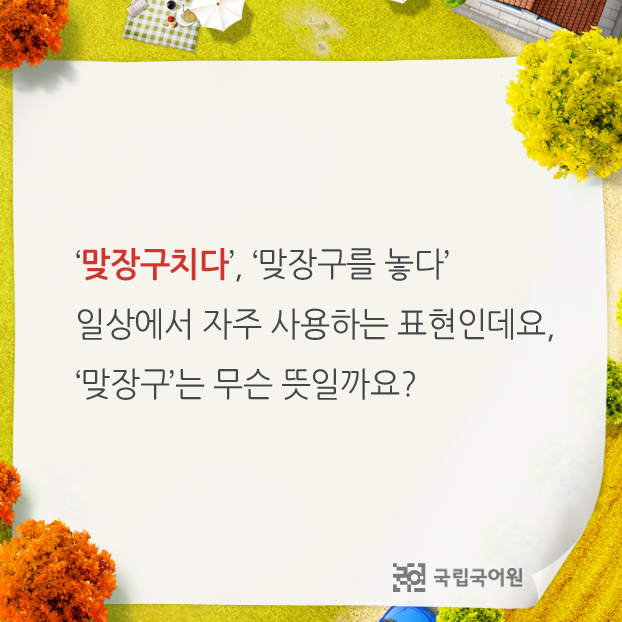 ‘맞장구치다’, ‘맞장구를 놓다’
일상에서 자주 사용하는 표현인데요,
‘맞장구’는 무슨 뜻일까요?
국립국어원